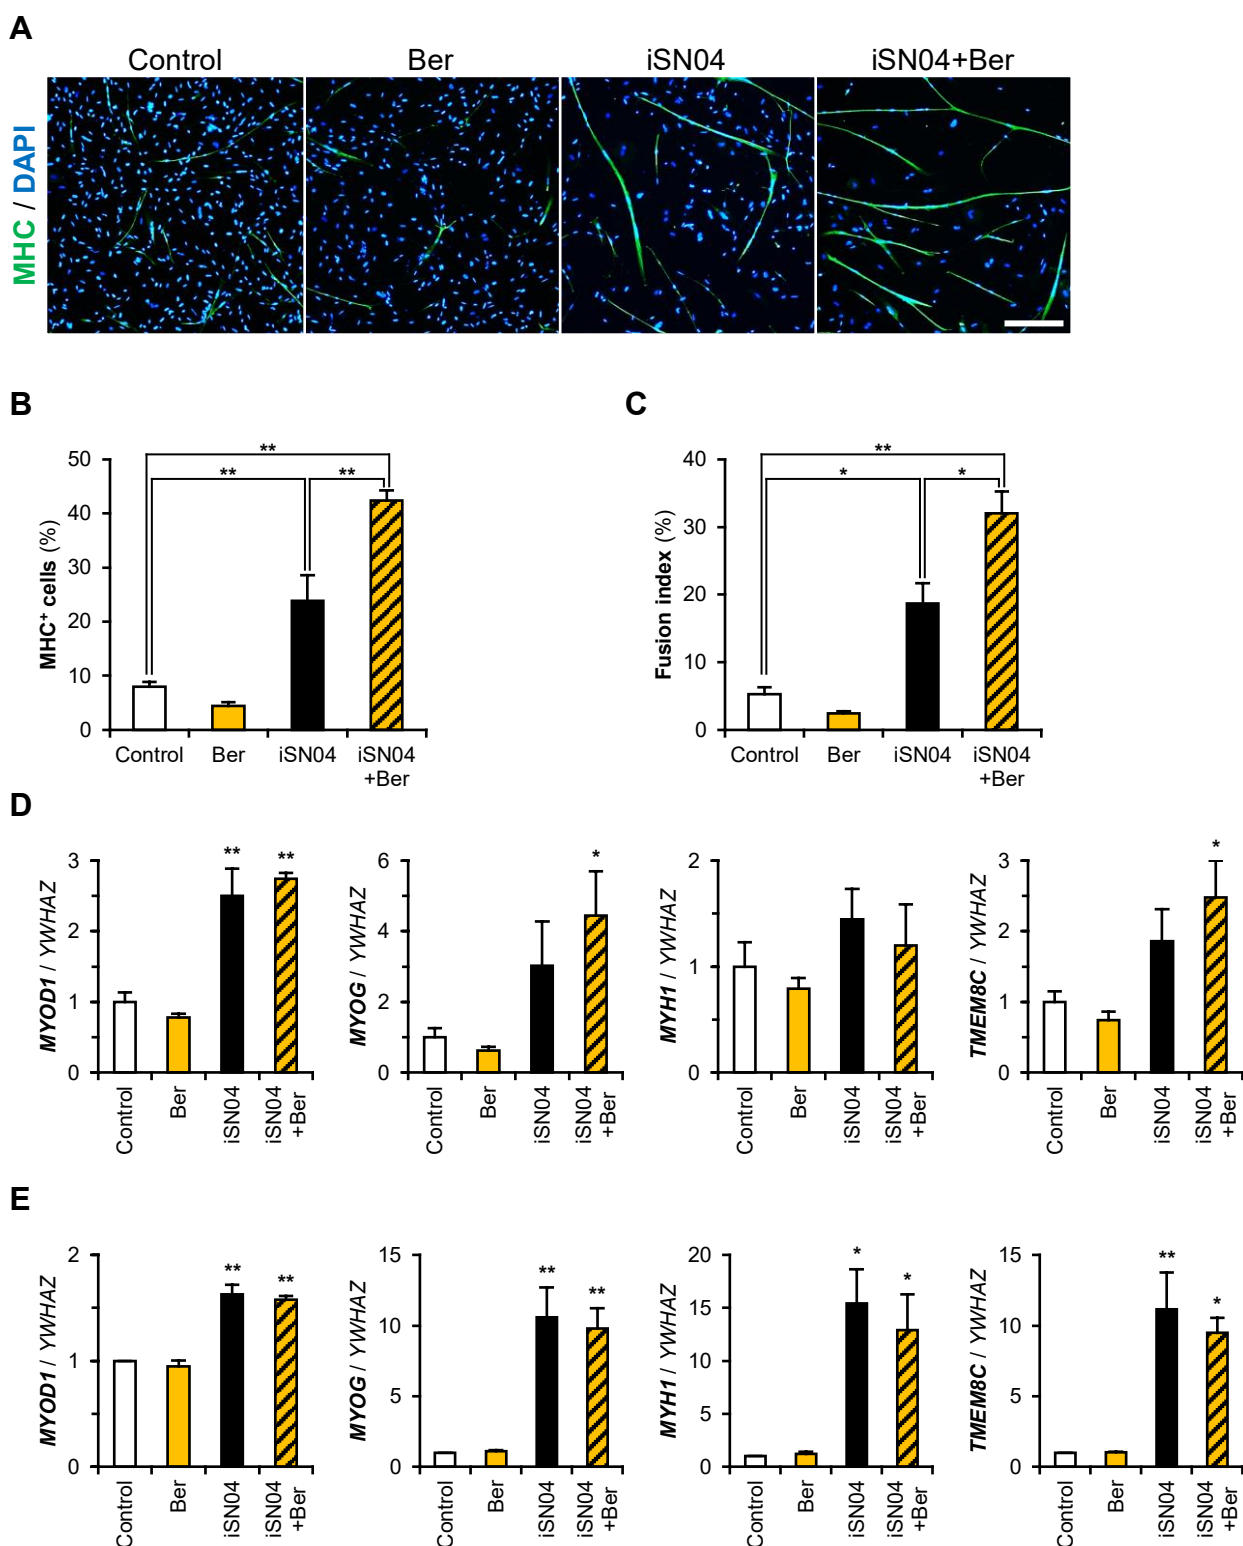 A
Control Ber iSN04 iSN04+Ber
MHC / DAPI
B
MHC⁺ cells (%)
50
40
30
20
10
0
** ** **
Control Ber iSN04 iSN04
+Ber
C
Fusion index (%)
40
30
20
10
0
** * *
Control Ber iSN04 iSN04
+Ber
D
MYOD1 / YWHAZ
3
2
1
0
** **
Control Ber iSN04 iSN04
+Ber
MYOG / YWHAZ
6
4
2
0
*
Control Ber iSN04 iSN04
+Ber
MYH1 / YWHAZ
2
1
0
Control Ber iSN04 iSN04
+Ber
TMEM8C / YWHAZ
3
2
1
0
*
Control Ber iSN04 iSN04
+Ber
E
MYOD1 / YWHAZ
2
1
0
** **
Control Ber iSN04 iSN04
+Ber
MYOG / YWHAZ
15
10
5
0
** **
Control Ber iSN04 iSN04
+Ber
MYH1 / YWHAZ
20
15
10
5
0
* *
Control Ber iSN04 iSN04
+Ber
TMEM8C / YWHAZ
15
10
5
0
** *
Control Ber iSN04 iSN04
+Ber